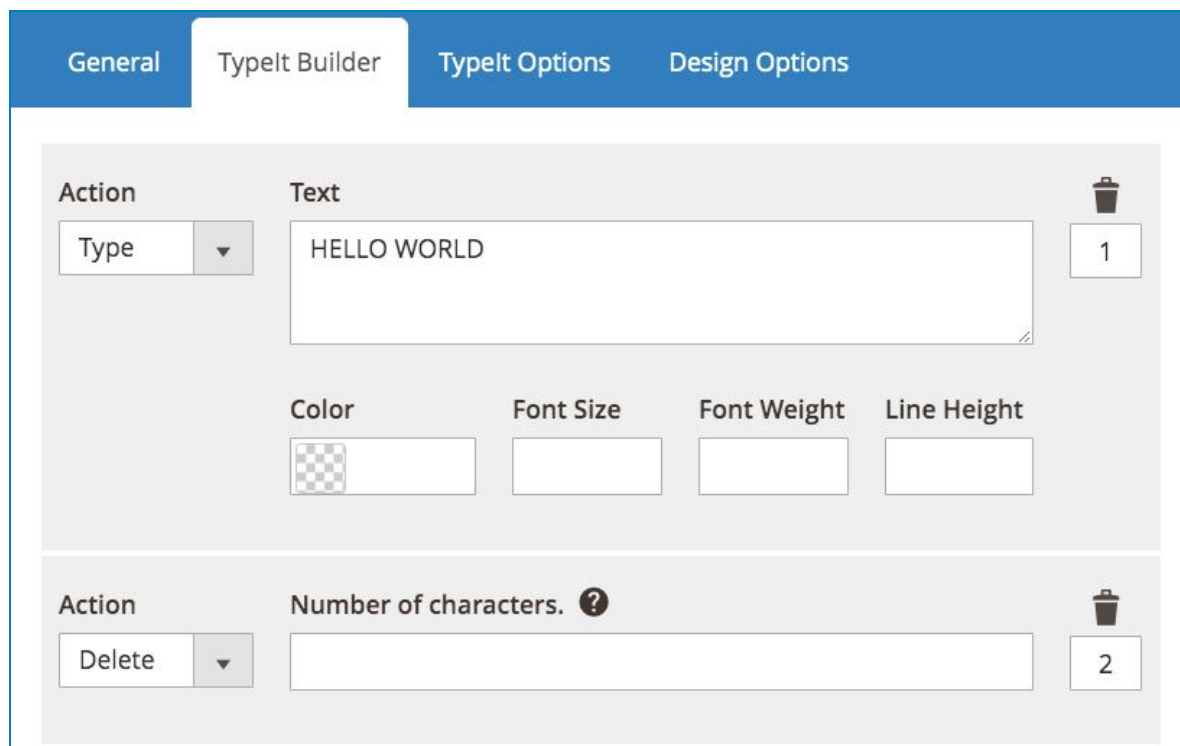 General TypeIt Builder TypeIt Options Design Options
Action Text
Type HELLO WORLD 1
Color Font Size Font Weight Line Height
Action Number of characters. ?
Delete 2